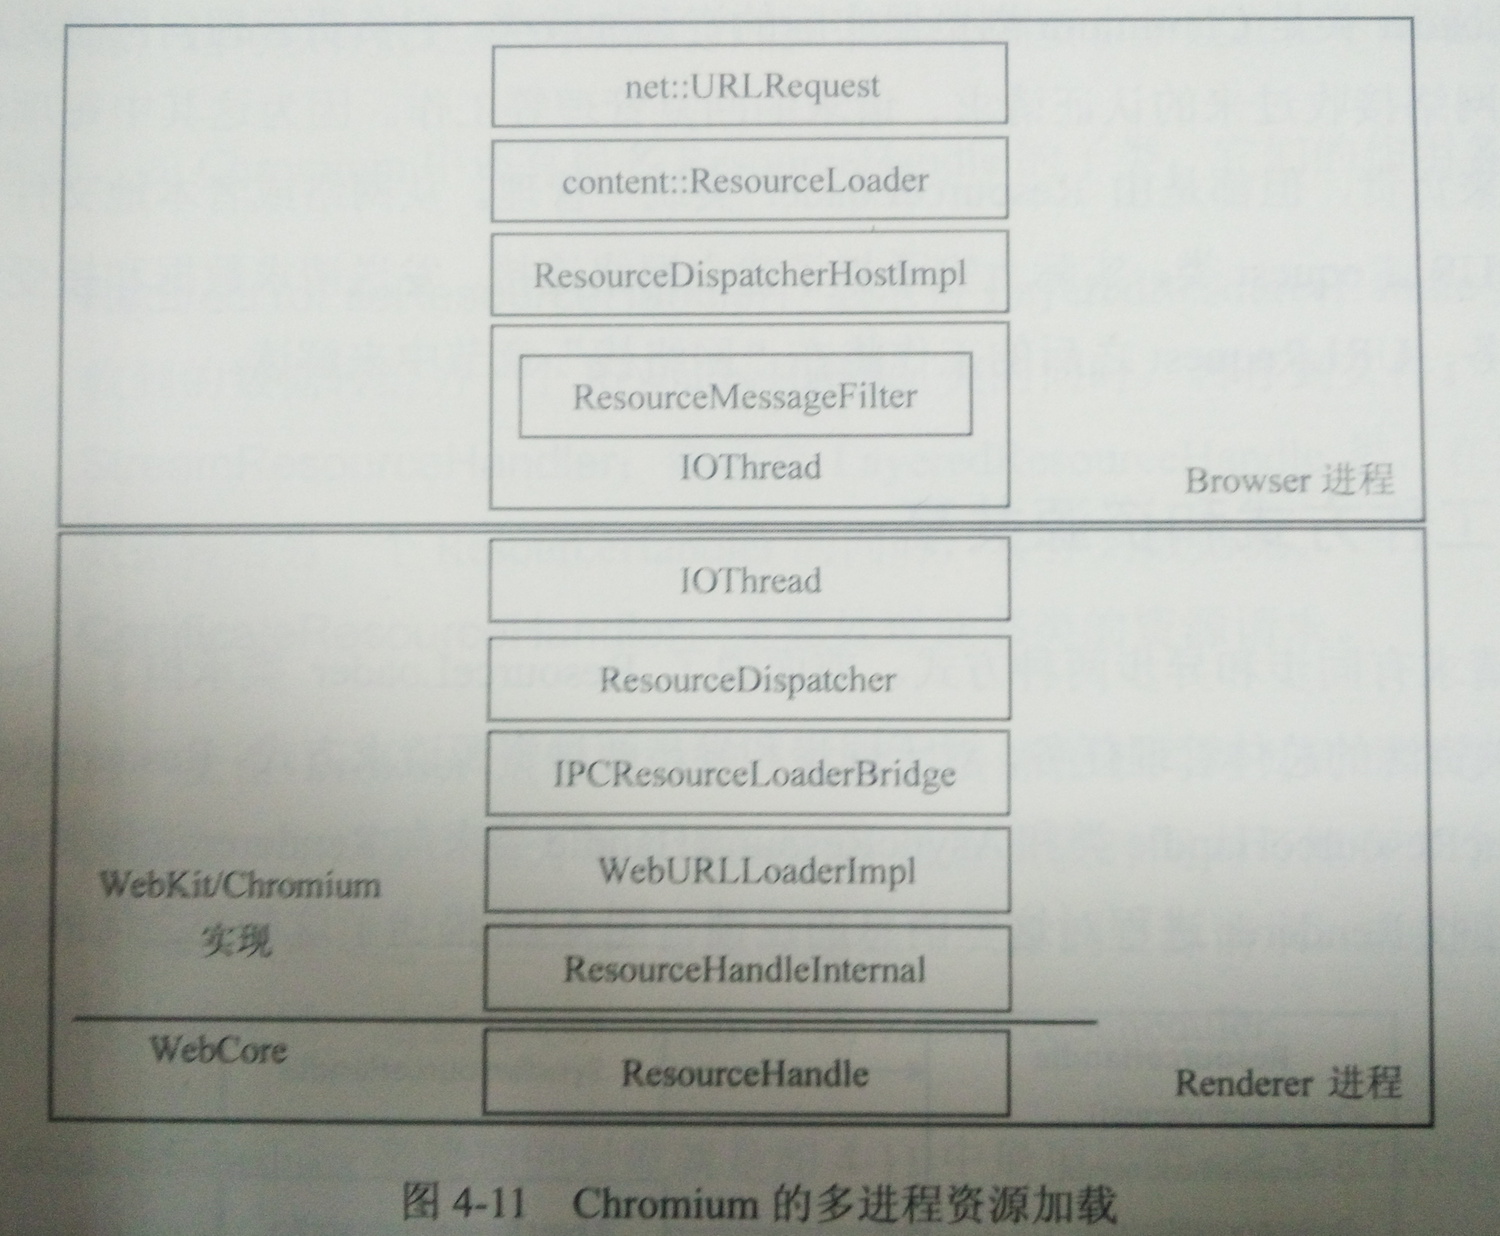 net::URLRequest
content::ResourceLoader
ResourceDispatcherHostImpl
ResourceMessageFilter
IOThread
Browser 进程
IOThread
ResourceDispatcher
IPCResourceLoaderBridge
WebURLLoaderImpl
WebKit/Chromium
实现
ResourceHandleInternal
WebCore
ResourceHandle
Renderer 进程
图 4-11 Chromium 的多进程资源加载